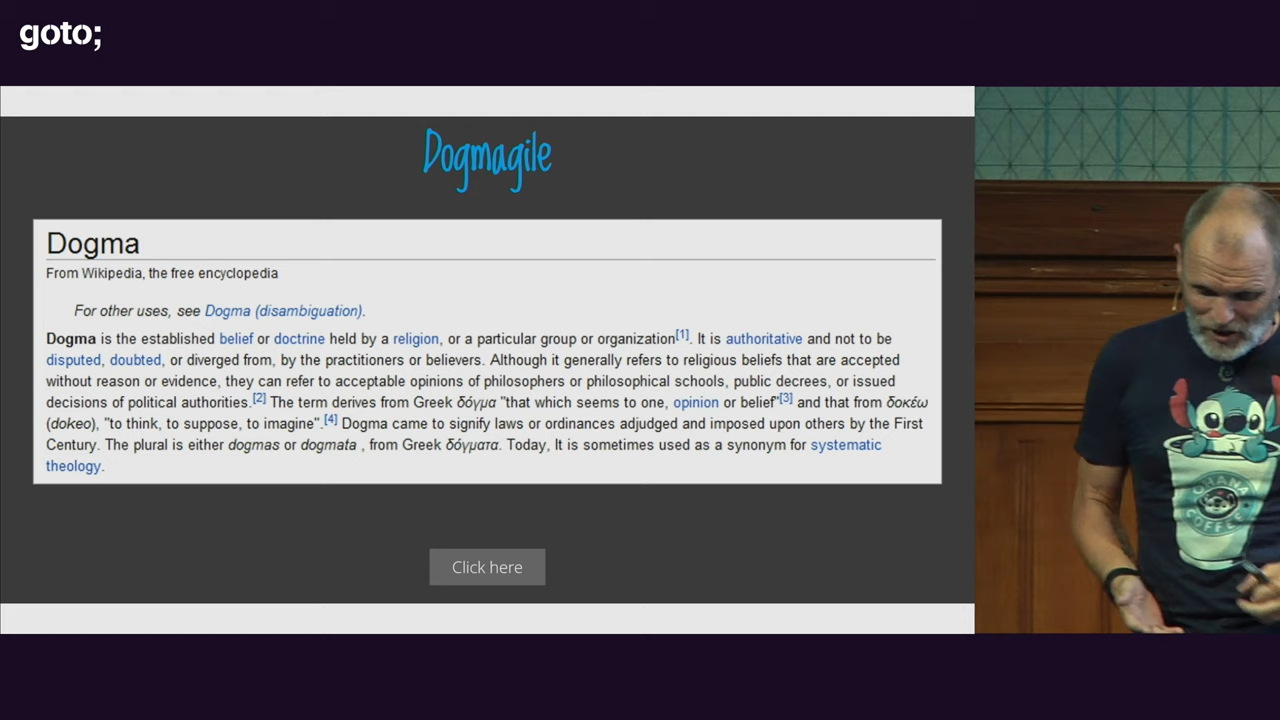 goto;
Dogmagile
Dogma
From Wikipedia, the free encyclopedia
For other uses, see Dogma (disambiguation).
Dogma is the established belief or doctrine held by a religion, or a particular group or organization[1]. It is authoritative and not to be
disputed, doubted, or diverged from, by the practitioners or believers. Although it generally refers to religious beliefs that are accepted
without reason or evidence, they can refer to acceptable opinions of philosophers or philosophical schools, public decrees, or issued
decisions of political authorities.[2] The term derives from Greek δόγμα "that which seems to one, opinion or belief"[3] and that from δοκέω
(dokeo), "to think, to suppose, to imagine".[4] Dogma came to signify laws or ordinances adjudged and imposed upon others by the First
Century. The plural is either dogmas or dogmata , from Greek δόγματα. Today, It is sometimes used as a synonym for systematic
theology.
Click here
OHANA
COFFEE